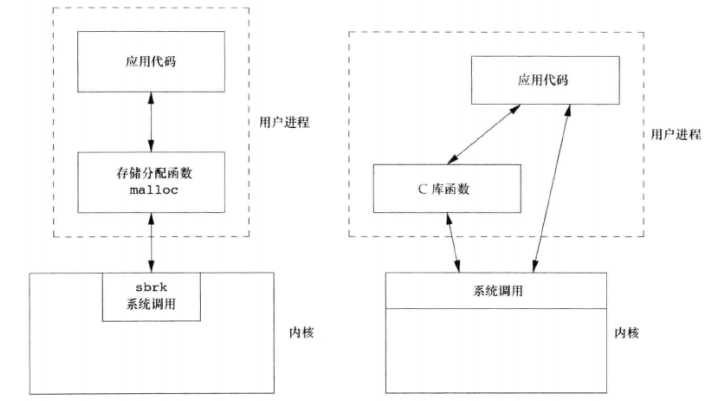 应用代码
用户进程
存储分配函数
malloc
sbrk
系统调用
内核
应用代码
用户进程
C 库函数
系统调用
内核